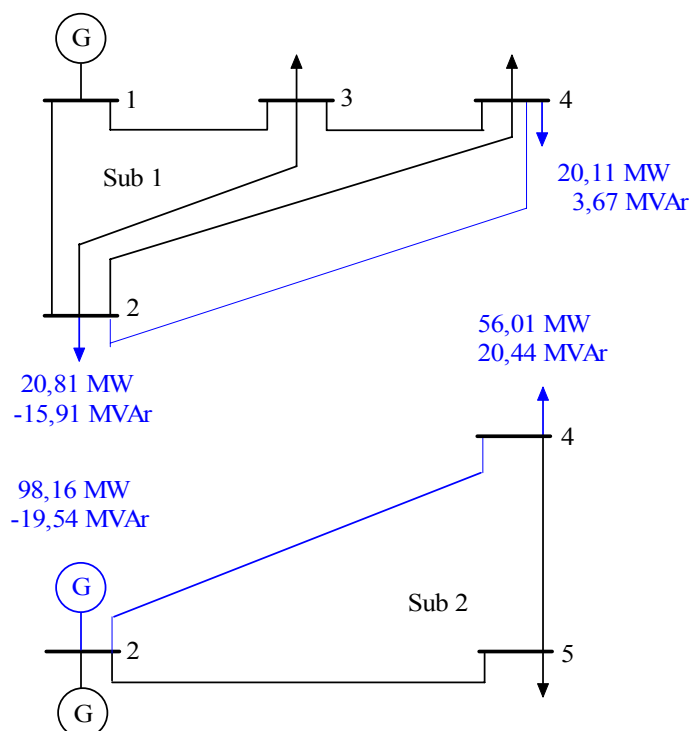 G
1
3
4
Sub 1
20,11 MW
3,67 MVAr
2
56,01 MW
20,44 MVAr
20,81 MW
-15,91 MVAr
4
98,16 MW
-19,54 MVAr
G
Sub 2
2
5
G